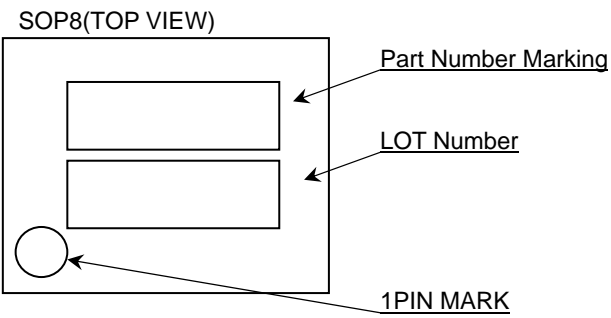 SOP8(TOP VIEW)
Part Number Marking
LOT Number
1PIN MARK